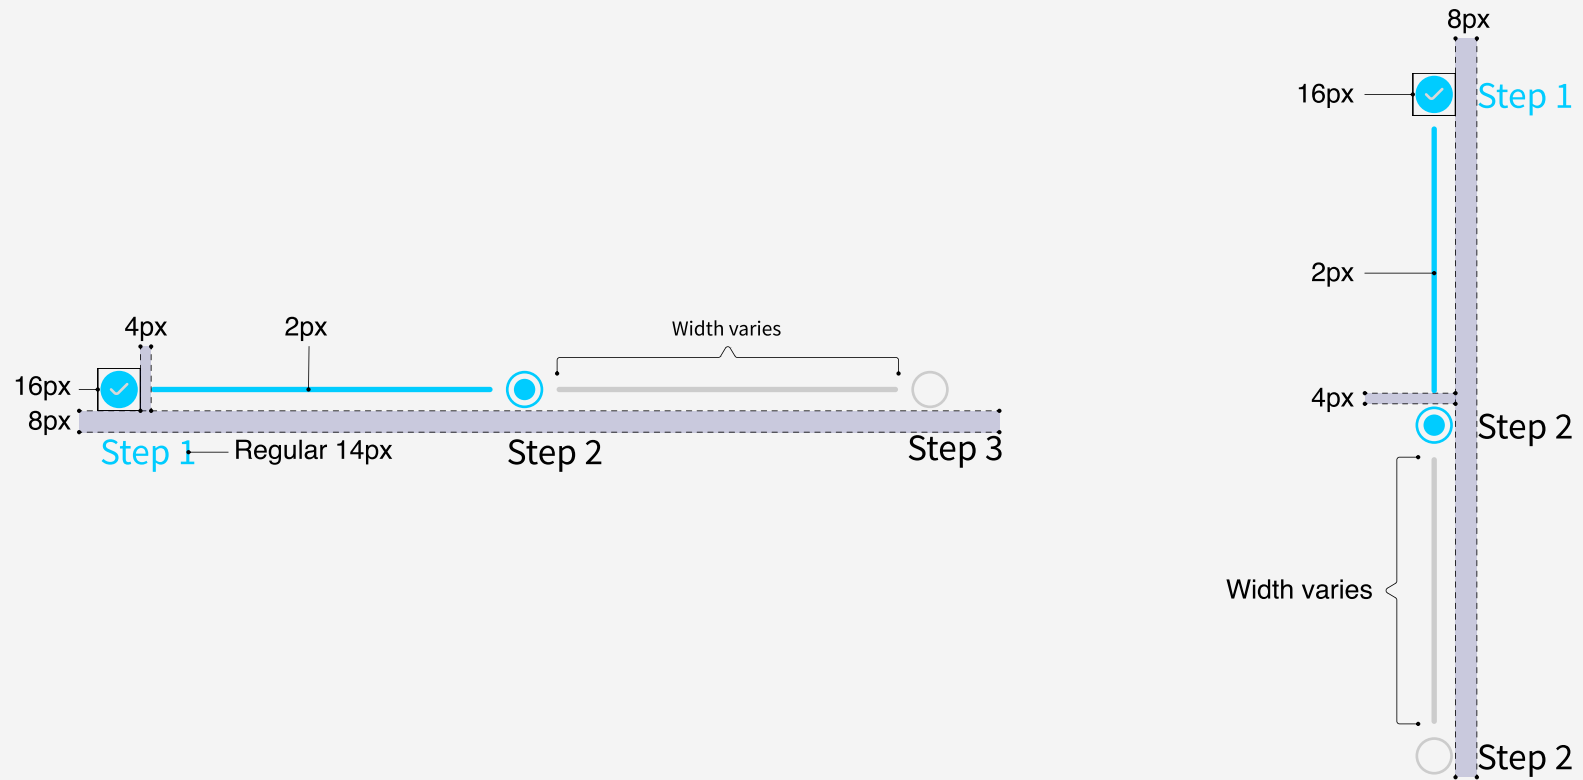 4px
2px
Width varies
16px
8px
Step 1
Regular 14px
Step 2
Step 3
8px
16px
Step 1
2px
4px
Step 2
Width varies
Step 2